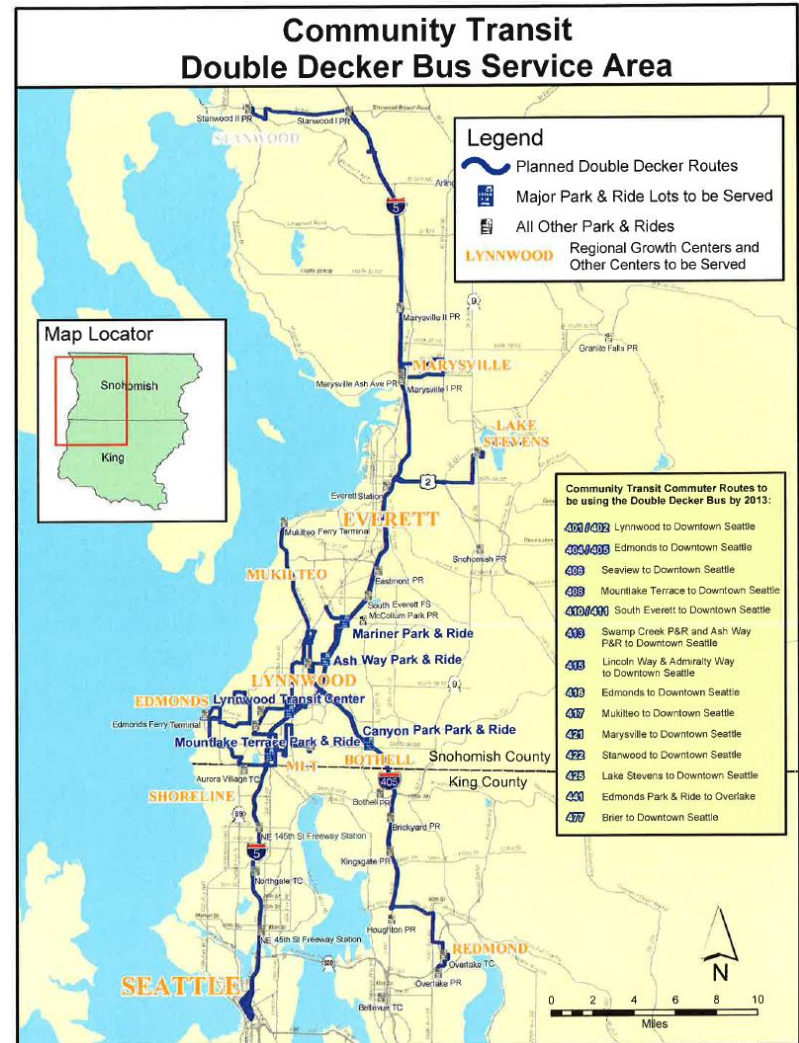 Community Transit
Double Decker Bus Service Area
Stanwood II PR
Stanwood I PR
STANWOOD
Legend
Planned Double Decker Routes
Major Park & Ride Lots to be Served
All Other Park & Rides
LYNNWOOD
Regional Growth Centers and
Other Centers to be Served
5
9
Marysville II PR
Granite Falls PR
MARYSVILLE
Marysville Ash Ave PR
Marysville I PR
Map Locator
Snohomish
King
LAKE
STEVENS
2
Everett Station
EVERETT
Mukilteo Ferry Terminal
Snohomish PR
MUKILTEO
Eastmont PR
South Everett FS
McCollum Park PR
Mariner Park & Ride
Ash Way Park & Ride
LYNNWOOD
9
EDMONDS
Lynnwood Transit Center
Edmonds Ferry Terminal
Canyon Park Park & Ride
Mountlake Terrace Park & Ride
MLT
BOTHELL
Snohomish County
King County
Aurora Village TC
405
SHORELINE
Bothell PR
Brickyard PR
NE 145th St Freeway Station
5
Kingsgate PR
Northgate TC
Houghton PR
NE 45th St Freeway Station
REDMOND
Overlake TC
Overlake PR
SEATTLE
Bellevue TC
Community Transit Commuter Routes to
be using the Double Decker Bus by 2013:
401/402 Lynnwood to Downtown Seattle
404/405 Edmonds to Downtown Seattle
406 Seaview to Downtown Seattle
408 Mountlake Terrace to Downtown Seattle
410/411 South Everett to Downtown Seattle
413 Swamp Creek P&R and Ash Way
P&R to Downtown Seattle
415 Lincoln Way & Admiralty Way
to Downtown Seattle
416 Edmonds to Downtown Seattle
417 Mukilteo to Downtown Seattle
421 Marysville to Downtown Seattle
422 Stanwood to Downtown Seattle
425 Lake Stevens to Downtown Seattle
441 Edmonds Park & Ride to Overlake
477 Brier to Downtown Seattle
N
0 2 4 6 8 10
Miles